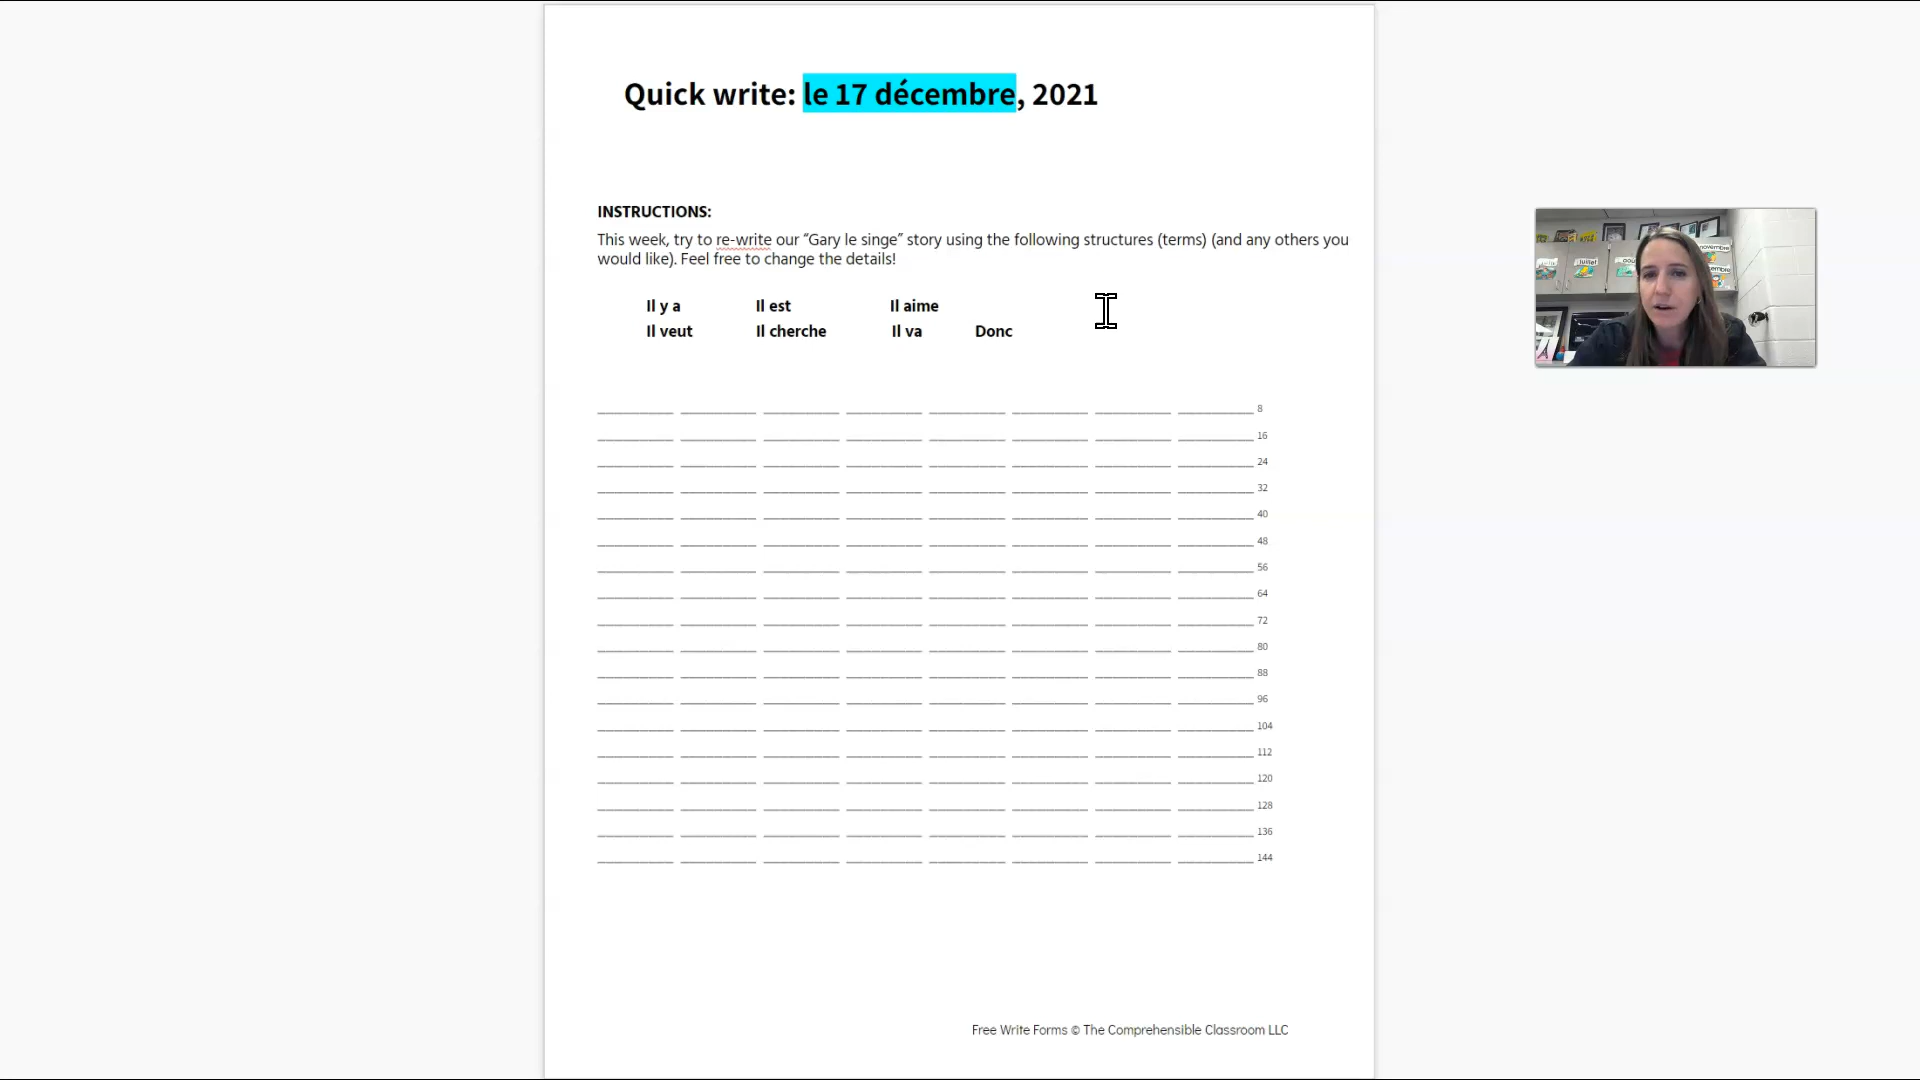 Quick write: le 17 décembre, 2021
INSTRUCTIONS:
This week, try to re-write our “Gary le singe” story using the following structures (terms) (and any others you
would like). Feel free to change the details!
Il y a Il est Il aime
Il veut Il cherche Il va Donc
8
16
24
32
40
48
56
64
72
80
88
96
104
112
120
128
136
144
Free Write Forms © The Comprehensible Classroom LLC
novembre
juillet